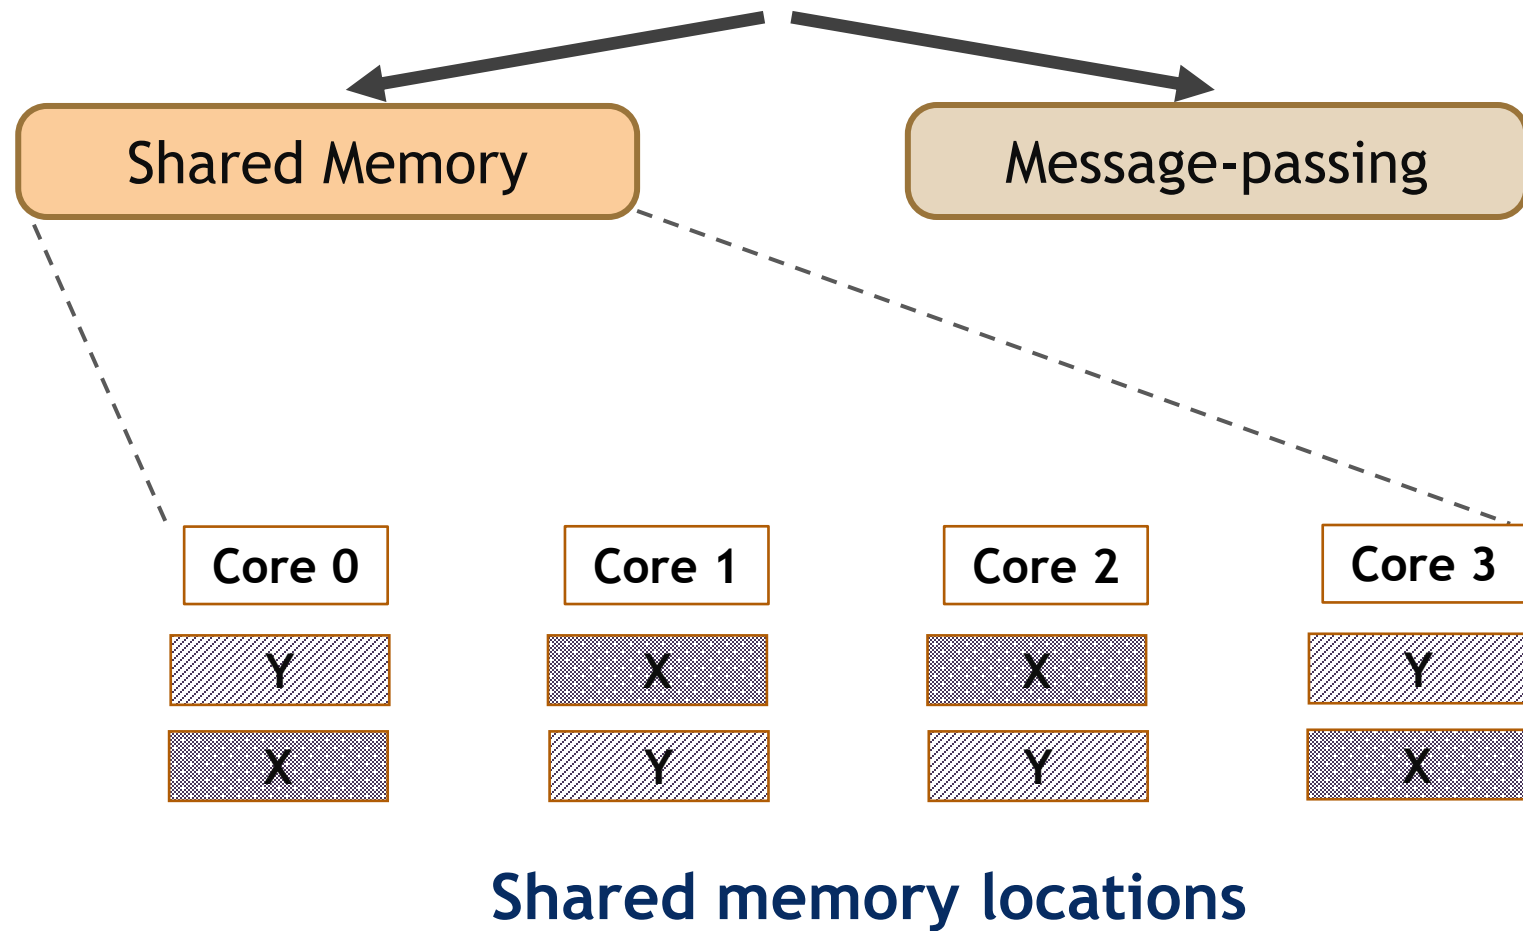 Shared Memory
Message-passing
Core 0
Core 1
Core 2
Core 3
Y
X
X
Y
X
Y
Y
X
Shared memory locations